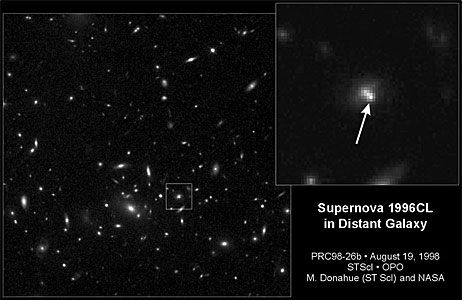 Supernova 1996CL
in Distant Galaxy
PRC98-26b • August 19, 1998
STScI • OPO
M. Donahue (ST ScI) and NASA